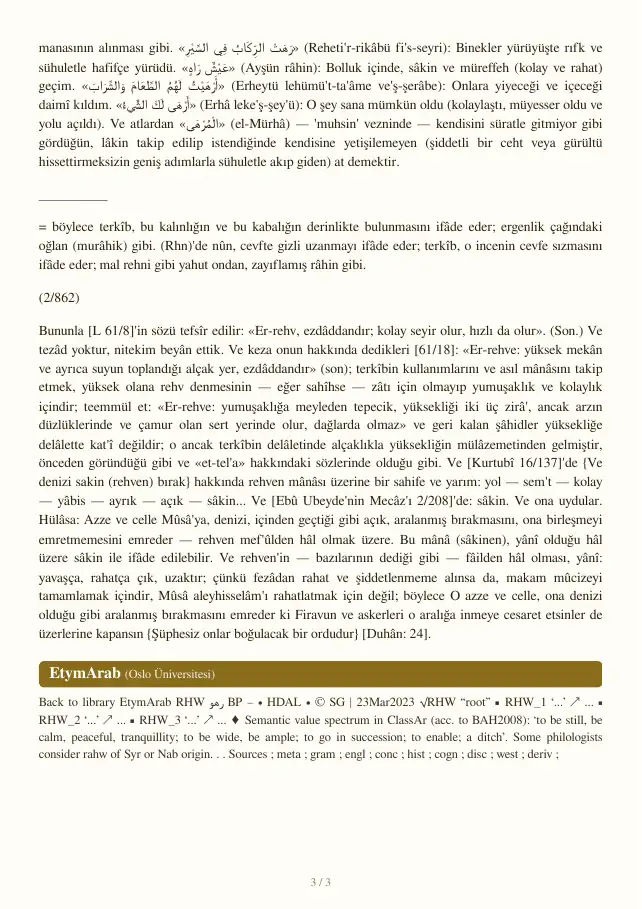 manasının alınması gibi. «رَهَتْ الرِّكَابُ فِي السَّيْرِ» (Reheti'r-rikâbü fi's-seyri): Binekler yürüyüşte rıfk ve
sühuletle hafifçe yürüdü. «عَيْشٌ رَاهٍ» (Ayşün râhin): Bolluk içinde, sâkin ve müreffeh (kolay ve rahat)
geçim. «أَرْهَيْتُ لَهُمُ الطَّعَامَ وَالشَّرَابَ» (Erheytü lehümü't-ta'âme ve'ş-şerâbe): Onlara yiyeceği ve içeceği
daimî kıldım. «أَرْهَى لَكَ الشَّيْءُ» (Erhâ leke'ş-şey'ü): O şey sana mümkün oldu (kolaylaştı, müyesser oldu ve
yolu açıldı). Ve atlardan «الْمُرْهَى» (el-Mürhâ) — 'muhsin' vezninde — kendisini süratle gitmiyor gibi
gördüğün, lâkin takip edilip istendiğinde kendisine yetişilemeyen (şiddetli bir ceht veya gürültü
hissettirmeksizin geniş adımlarla sühuletle akıp giden) at demektir.
= böylece terkîb, bu kalınlığın ve bu kabalığın derinlikte bulunmasını ifâde eder; ergenlik çağındaki
oğlan (murâhik) gibi. (Rhn)'de nûn, cevfte gizli uzanmayı ifâde eder; terkîb, o incenin cevfe sızmasını
ifâde eder; mal rehni gibi yahut ondan, zayıflamış râhin gibi.
(2/862)
Bununla [L 61/8]'in sözü tefsîr edilir: «Er-rehv, ezdâddandır; kolay seyir olur, hızlı da olur». (Son.) Ve
tezâd yoktur, nitekim beyân ettik. Ve keza onun hakkında dedikleri [61/18]: «Er-rehve: yüksek mekân
ve ayrıca suyun toplandığı alçak yer, ezdâddandır» (son); terkîbin kullanımlarını ve asıl mânâsını takip
etmek, yüksek olana rehv denmesinin — eğer sahîhse — zâtı için olmayıp yumuşaklık ve kolaylık
içindir; teemmül et: «Er-rehve: yumuşaklığa meyleden tepecik, yüksekliği iki üç zirâ', ancak arzın
düzlüklerinde ve çamur olan sert yerinde olur, dağlarda olmaz» ve geri kalan şâhidler yüksekliğe
delâlette kat'î değildir; o ancak terkîbin delâletinde alçaklıkla yüksekliğin mülâzemetinden gelmiştir,
önceden göründüğü gibi ve «et-tel'a» hakkındaki sözlerinde olduğu gibi. Ve [Kurtubî 16/137]'de {Ve
denizi sakin (rehven) bırak} hakkında rehven mânâsı üzerine bir sahife ve yarım: yol — sem't — kolay
— yâbis — ayrık — açık — sâkin... Ve [Ebû Ubeyde'nin Mecâz'ı 2/208]'de: sâkin. Ve ona uydular.
Hülâsa: Azze ve celle Mûsâ'ya, denizi, içinden geçtiği gibi açık, aralanmış bırakmasını, ona birleşmeyi
emretmemesini emreder — rehven mef'ûlden hâl olmak üzere. Bu mânâ (sâkinen), yânî olduğu hâl
üzere sâkin ile ifâde edilebilir. Ve rehven'in — bazılarının dediği gibi — fâilden hâl olması, yânî:
yavaşça, rahatça çık, uzaktır; çünkü fezâdan rahat ve şiddetlenmeme alınsa da, makam mûcizeyi
tamamlamak içindir, Mûsâ aleyhisselâm'ı rahatlatmak için değil; böylece O azze ve celle, ona denizi
olduğu gibi aralanmış bırakmasını emreder ki Firavun ve askerleri o aralığa inmeye cesaret etsinler de
üzerlerine kapansın {Şüphesiz onlar boğulacak bir ordudur} [Duhân: 24].
EtymArab (Oslo Üniversitesi)
Back to library EtymArab RHW رهو BP – • HDAL • © SG | 23Mar2023 √RHW “root” ▪ RHW_1 ‘...’ ↗ ... ▪
RHW_2 ‘...’ ↗ ... ▪ RHW_3 ‘...’ ↗ ... ♦ Semantic value spectrum in ClassAr (acc. to BAH2008): ‘to be still, be
calm, peaceful, tranquillity; to be wide, be ample; to go in succession; to enable; a ditch’. Some philologists
consider rahw of Syr or Nab origin. . . Sources ; meta ; gram ; engl ; conc ; hist ; cogn ; disc ; west ; deriv ;
3 / 3